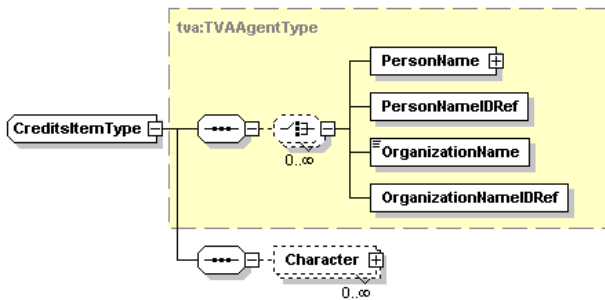 tva:TVAAgentType
PersonName
PersonNameIDRef
CreditsItemType
0..∞
OrganizationName
OrganizationNameIDRef
Character
0..∞